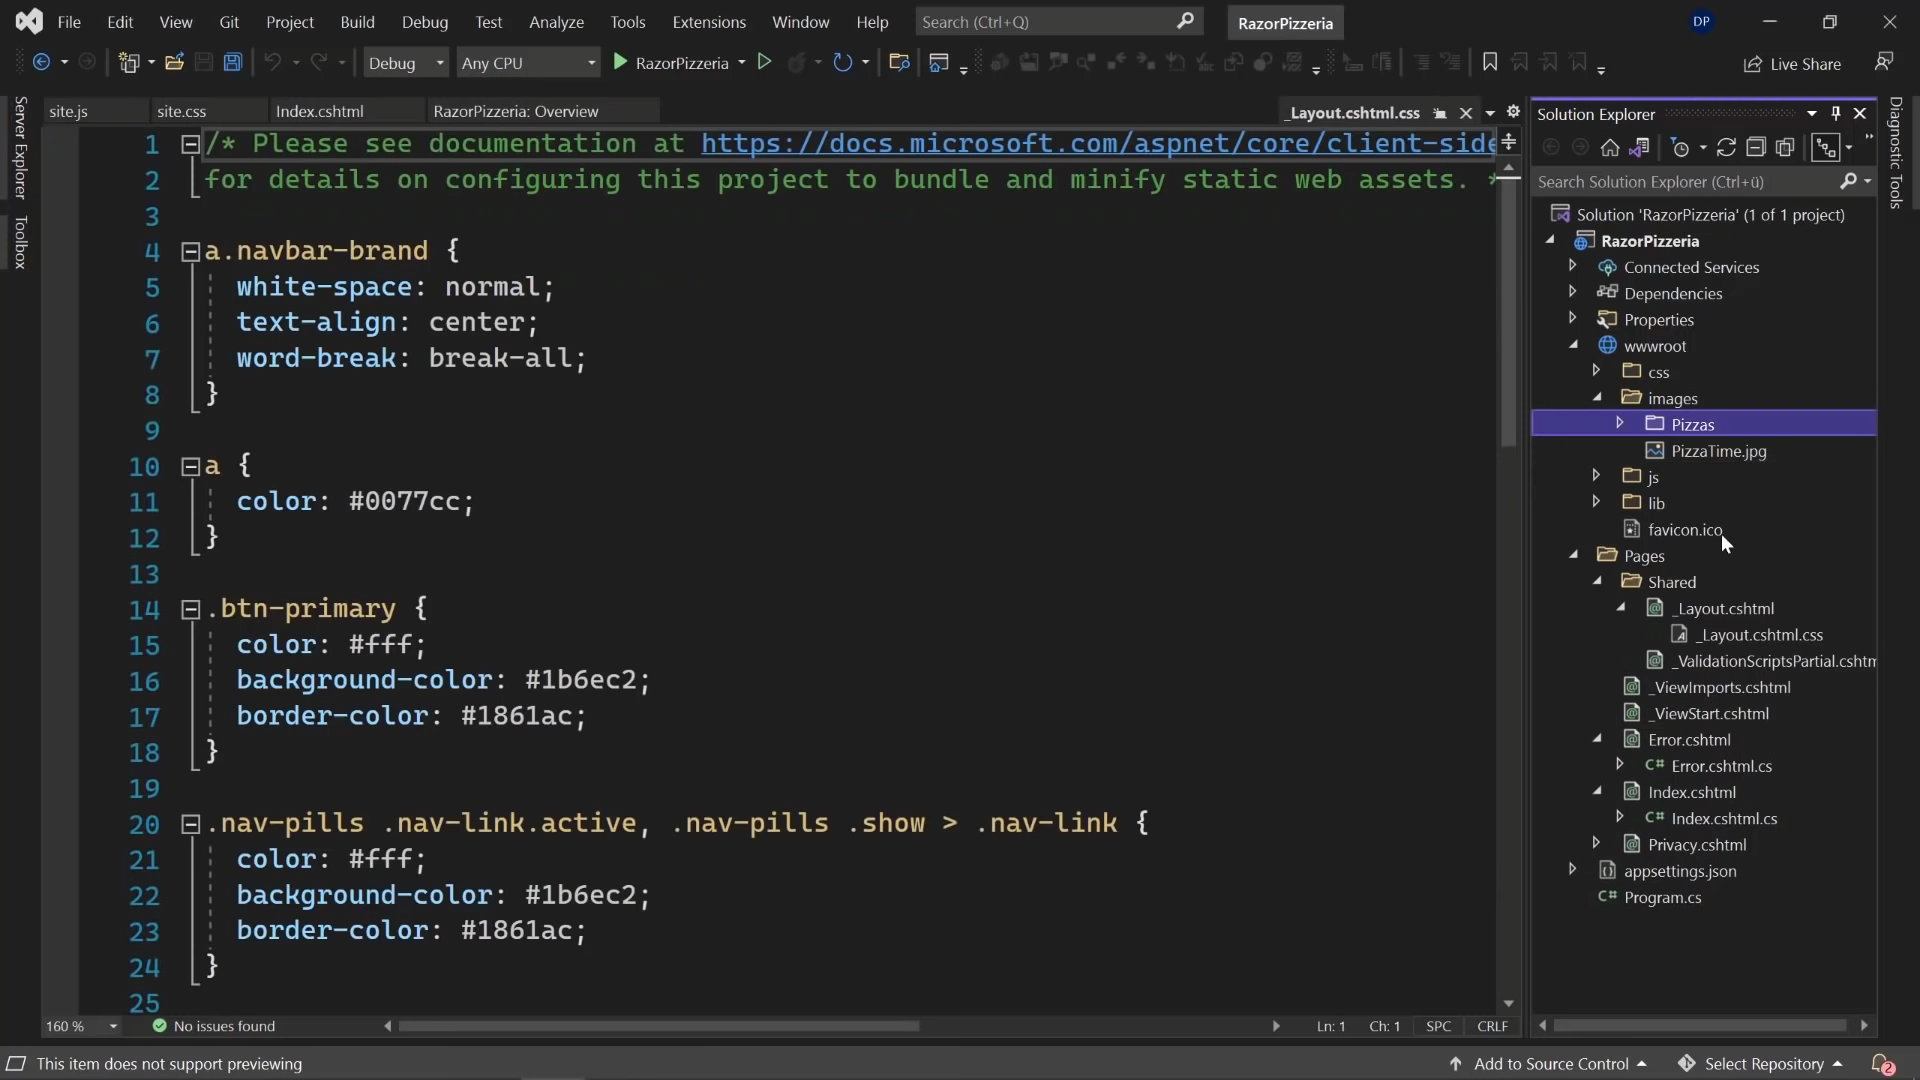 File Edit View Git Project Build Debug Test Analyze Tools Extensions Window Help Search (Ctrl+Q) RazorPizzeria DP
Debug Any CPU RazorPizzeria Live Share
Server Explorer
Toolbox
site.js site.css Index.cshtml RazorPizzeria: Overview _Layout.cshtml.css
1 /* Please see documentation at https://docs.microsoft.com/aspnet/core/client-side
2 for details on configuring this project to bundle and minify static web assets. *
3
4 a.navbar-brand {
5 white-space: normal;
6 text-align: center;
7 word-break: break-all;
8 }
9
10 a {
11 color: #0077cc;
12 }
13
14 .btn-primary {
15 color: #fff;
16 background-color: #1b6ec2;
17 border-color: #1861ac;
18 }
19
20 .nav-pills .nav-link.active, .nav-pills .show > .nav-link {
21 color: #fff;
22 background-color: #1b6ec2;
23 border-color: #1861ac;
24 }
25
160 % No issues found Ln: 1 Ch: 1 SPC CRLF
Solution Explorer
Search Solution Explorer (Ctrl+ü)
Solution 'RazorPizzeria' (1 of 1 project)
RazorPizzeria
Connected Services
Dependencies
Properties
wwwroot
css
images
Pizzas
PizzaTime.jpg
js
lib
favicon.ico
Pages
Shared
_Layout.cshtml
_Layout.cshtml.css
_ValidationScriptsPartial.cshtm
_ViewImports.cshtml
_ViewStart.cshtml
Error.cshtml
C# Error.cshtml.cs
Index.cshtml
C# Index.cshtml.cs
Privacy.cshtml
appsettings.json
C# Program.cs
Diagnostic Tools
This item does not support previewing Add to Source Control Select Repository 2